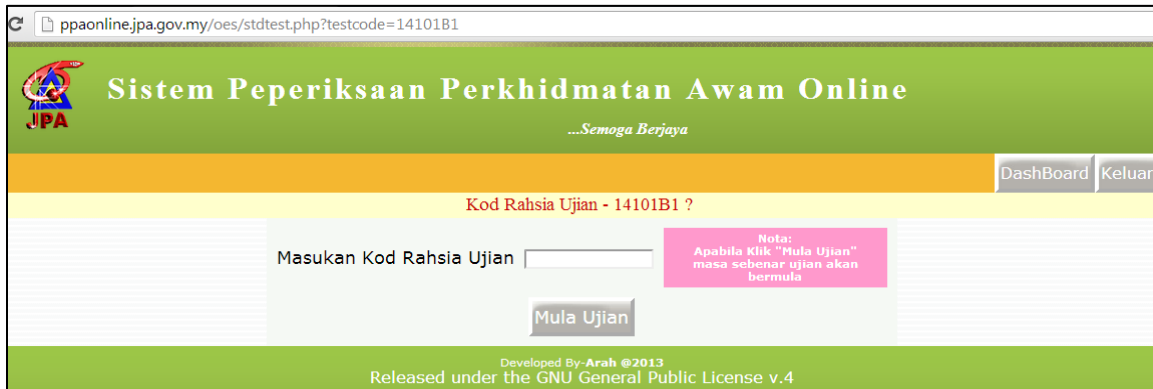 ppaonline.jpa.gov.my/oes/stdtest.php?testcode=14101B1
JPA
Sistem Peperiksaan Perkhidmatan Awam Online
...Semoga Berjaya
DashBoard Keluar
Kod Rahsia Ujian - 14101B1 ?
Masukan Kod Rahsia Ujian
Nota:
Apabila Klik "Mula Ujian"
masa sebenar ujian akan
bermula
Mula Ujian
Developed By-Arah @2013
Released under the GNU General Public License v.4